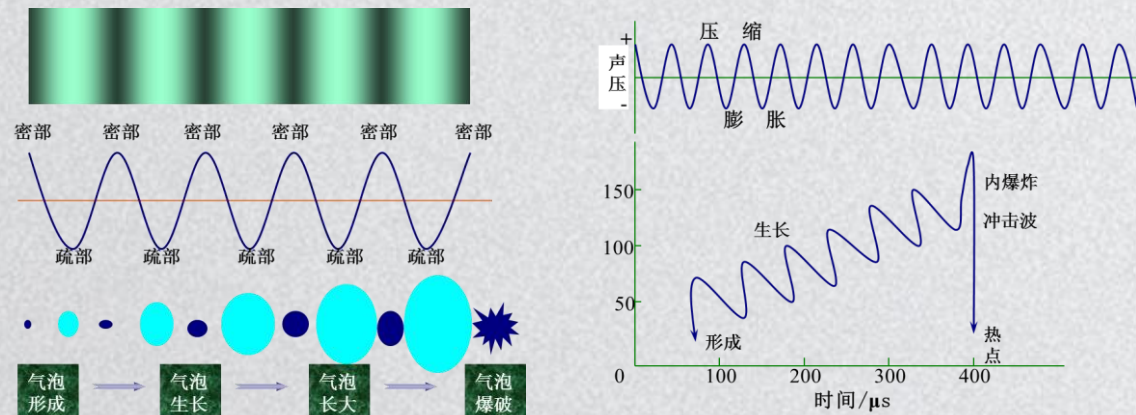 密部 密部 密部 密部 密部 密部
疏部 疏部 疏部 疏部 疏部
气泡
形成
气泡
生长
气泡
长大
气泡
爆破
+
声
压
-
压 缩
膨 胀
150
100
50
0
生长
形成
内爆炸
冲击波
热
点
100 200 300 400
时间/μs